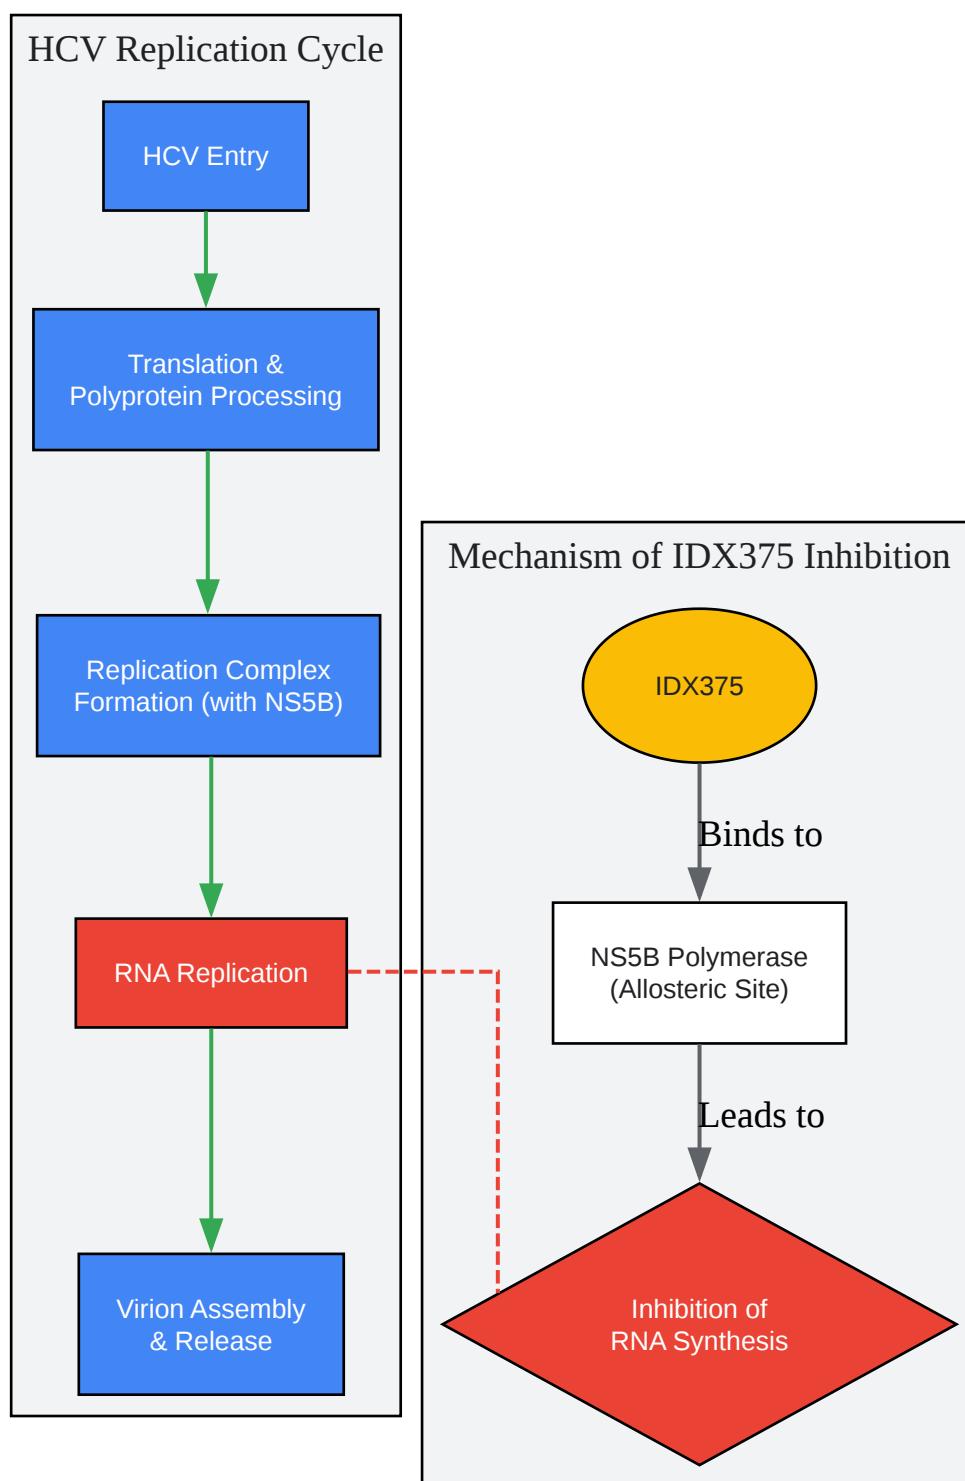 HCV Replication Cycle
HCV Entry
Translation &
Polyprotein Processing
Replication Complex
Formation (with NS5B)
RNA Replication
Virion Assembly
& Release
Mechanism of IDX375 Inhibition
IDX375
Binds to
NS5B Polymerase
(Allosteric Site)
Leads to
Inhibition of
RNA Synthesis